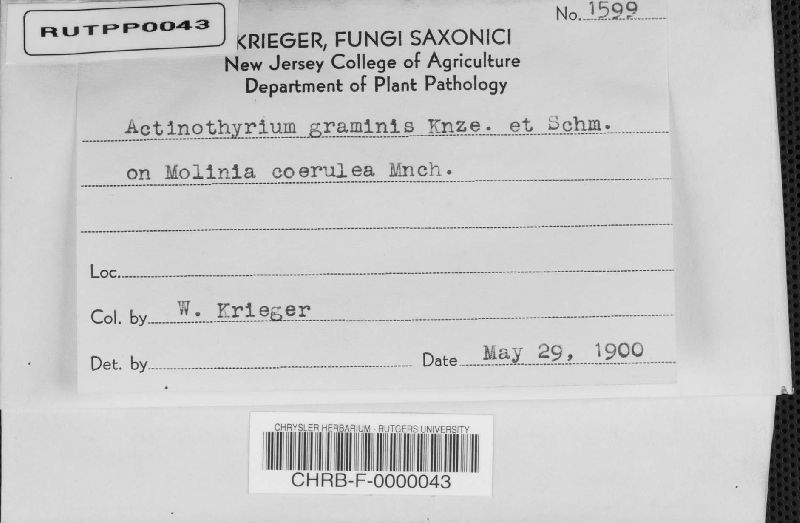 RUTPP0043
No. 1599
KRIEGER, FUNGI SAXONICI
New Jersey College of Agriculture
Department of Plant Pathology
Actinothyrium graminis Knze. et Schm.
on Molinia coerulea Mnch.
Loc.
Col. by W. Krieger
Det. by Date May 29, 1900
CHRYSLER HERBARIUM - RUTGERS UNIVERSITY
CHRB-F-0000043